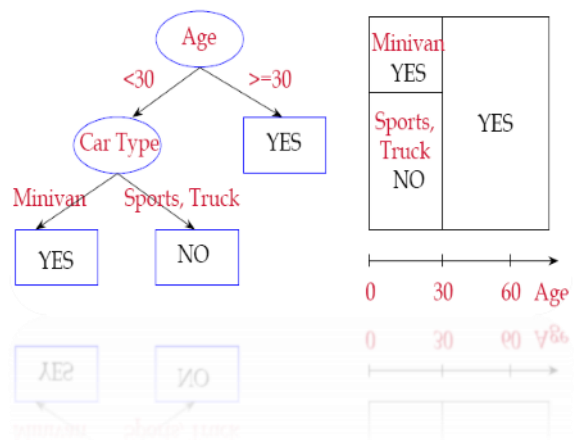 Age
<30 >=30
Car Type
YES
Minivan Sports, Truck
YES
NO
Minivan
YES
Sports,
Truck
NO
YES
0 30 60 Age